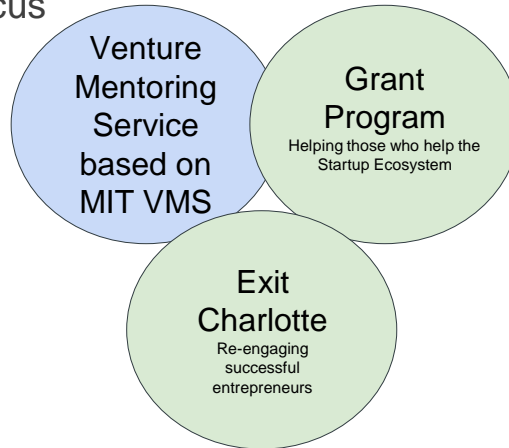 cus
Venture
Mentoring
Service
based on
MIT VMS
Grant
Program
Helping those who help the
Startup Ecosystem
Exit
Charlotte
Re-engaging
successful
entrepreneurs